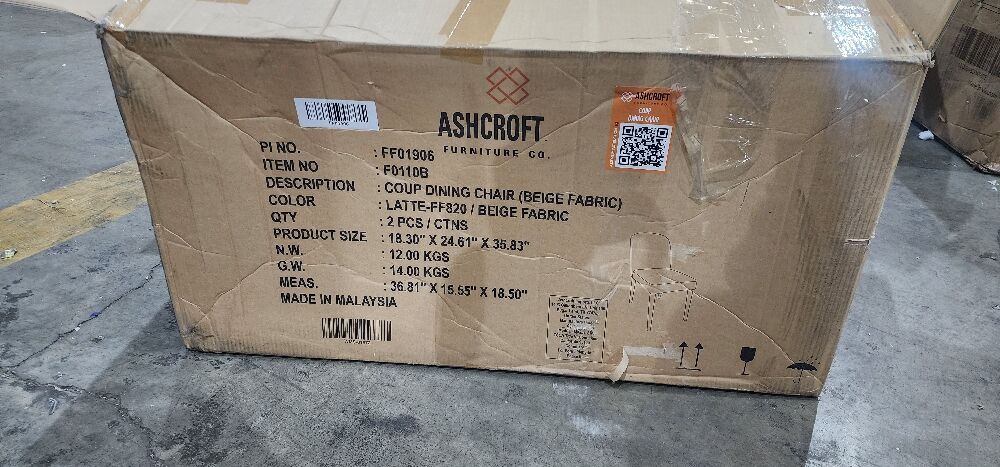 ASHCROFT
FURNITURE CO.
ASHCROFT
COUP
DINING CHAIR
PI NO. : FF01906
ITEM NO : F0110B
DESCRIPTION : COUP DINING CHAIR (BEIGE FABRIC)
COLOR : LATTE-FF820 / BEIGE FABRIC
QTY : 2 PCS / CTNS
PRODUCT SIZE : 18.30" X 24.61" X 35.83"
N.W. : 12.00 KGS
G.W. : 14.00 KGS
MEAS. : 36.81" X 15.55" X 18.50"
MADE IN MALAYSIA